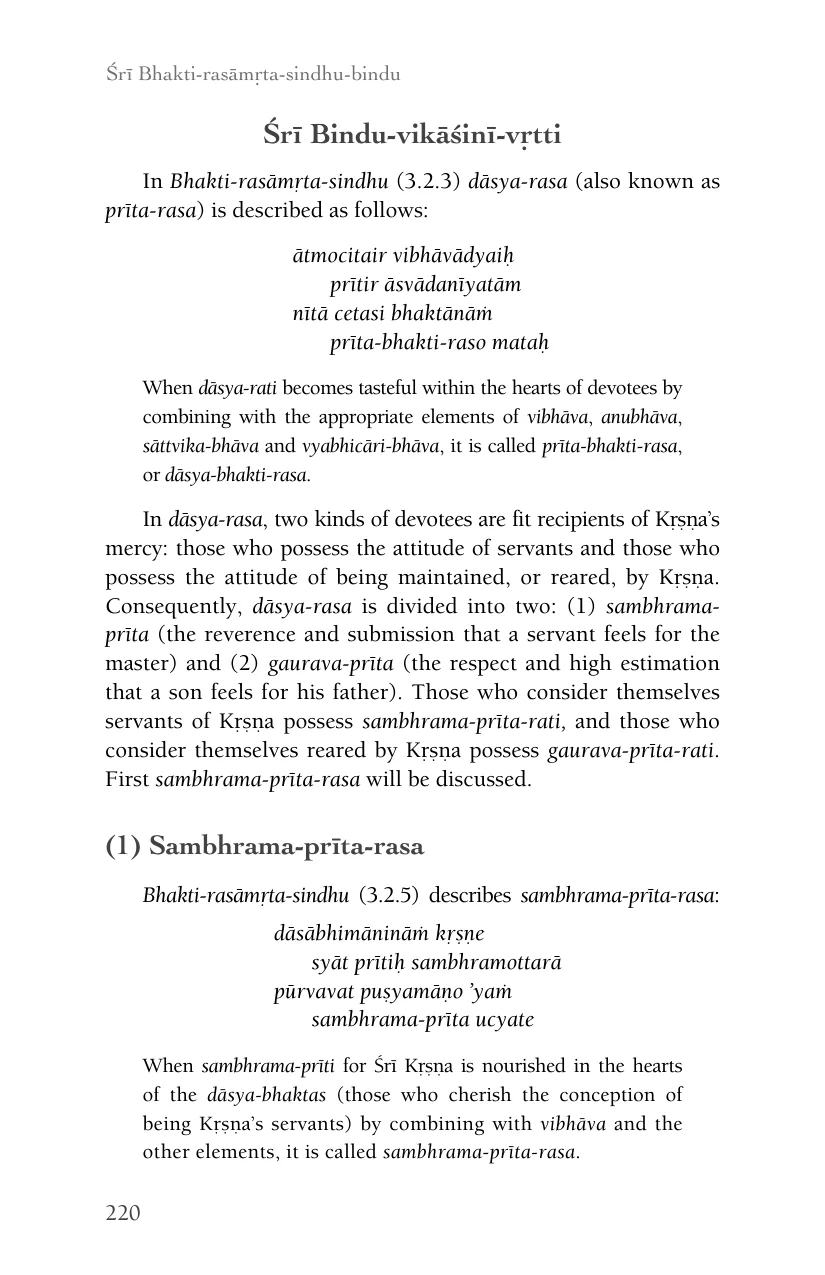 Śrī Bhakti-rasāmṛta-sindhu-bindu
Śrī Bindu-vikāśinī-vṛtti
In Bhakti-rasāmṛta-sindhu (3.2.3) dāsya-rasa (also known as
prīta-rasa) is described as follows:
ātmocitair vibhāvādyaiḥ
prītir āsvādanīyatām
nītā cetasi bhaktānāṁ
prīta-bhakti-raso mataḥ
When dāsya-rati becomes tasteful within the hearts of devotees by
combining with the appropriate elements of vibhāva, anubhāva,
sāttvika-bhāva and vyabhicāri-bhāva, it is called prīta-bhakti-rasa,
or dāsya-bhakti-rasa.
In dāsya-rasa, two kinds of devotees are fit recipients of Kṛṣṇa’s
mercy: those who possess the attitude of servants and those who
possess the attitude of being maintained, or reared, by Kṛṣṇa.
Consequently, dāsya-rasa is divided into two: (1) sambhrama-
prīta (the reverence and submission that a servant feels for the
master) and (2) gaurava-prīta (the respect and high estimation
that a son feels for his father). Those who consider themselves
servants of Kṛṣṇa possess sambhrama-prīta-rati, and those who
consider themselves reared by Kṛṣṇa possess gaurava-prīta-rati.
First sambhrama-prīta-rasa will be discussed.
(1) Sambhrama-prīta-rasa
Bhakti-rasāmṛta-sindhu (3.2.5) describes sambhrama-prīta-rasa:
dāsābhimānināṁ kṛṣṇe
syāt prītiḥ sambhramottarā
pūrvavat puṣyamāṇo ’yaṁ
sambhrama-prīta ucyate
When sambhrama-prīti for Śrī Kṛṣṇa is nourished in the hearts
of the dāsya-bhaktas (those who cherish the conception of
being Kṛṣṇa’s servants) by combining with vibhāva and the
other elements, it is called sambhrama-prīta-rasa.
220